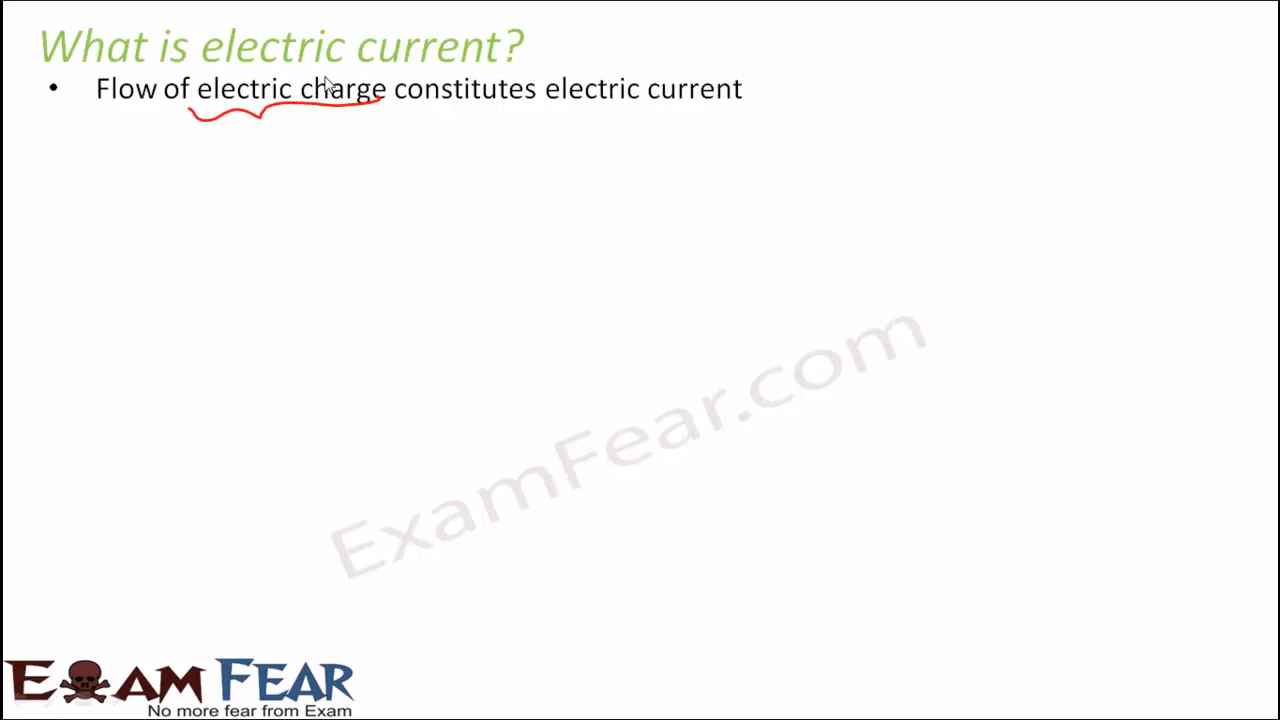 What is electric current?
• Flow of electric charge constitutes electric current
ExamFear.com
EXAM FEAR
No more fear from Exam